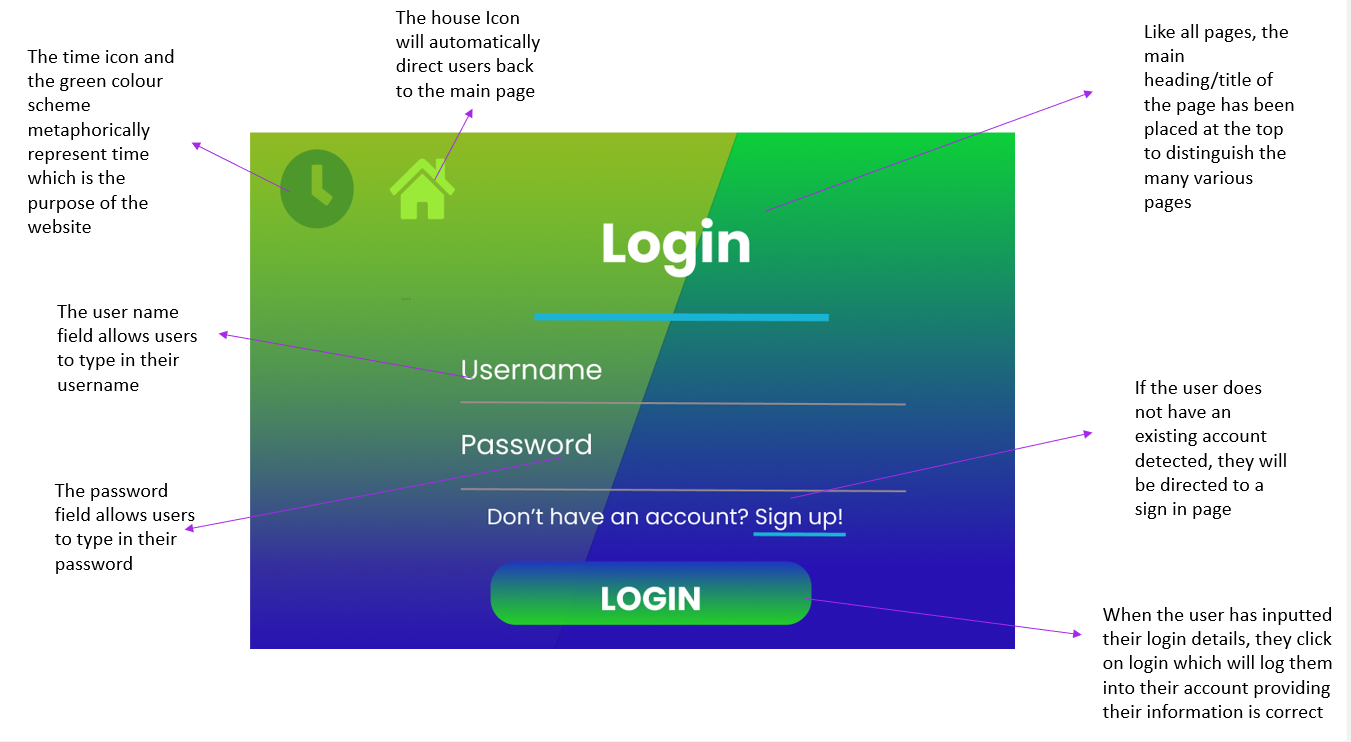 The house Icon
will automatically
direct users back
to the main page
The time icon and
the green colour
scheme
metaphorically
represent time
which is the
purpose of the
website
Like all pages, the
main
heading/title of
the page has been
placed at the top
to distinguish the
many various
pages
Login
The user name
field allows users
to type in their
username
Username
Password
If the user does
not have an
existing account
detected, they will
be directed to a
sign in page
The password
field allows users
to type in their
password
Don't have an account? Sign up!
LOGIN
When the user has inputted
their login details, they click
on login which will log them
into their account providing
their information is correct